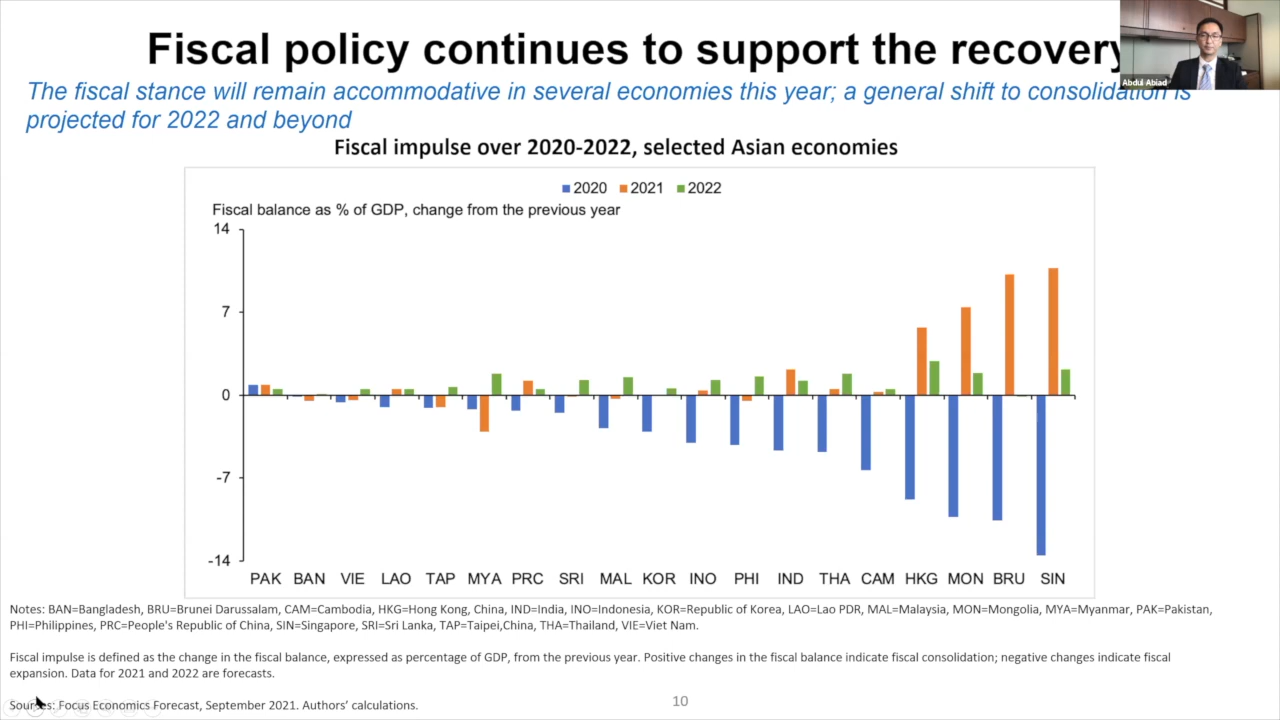 Fiscal policy continues to support the recovery
Abdul Abiad
The fiscal stance will remain accommodative in several economies this year; a general shift to consolidation is
projected for 2022 and beyond
Fiscal impulse over 2020-2022, selected Asian economies
2020 2021 2022
Fiscal balance as % of GDP, change from the previous year
14
7
0
-7
-14
PAK BAN VIE LAO TAP MYA PRC SRI MAL KOR INO PHI IND THA CAM HKG MON BRU SIN
Notes: BAN=Bangladesh, BRU=Brunei Darussalam, CAM=Cambodia, HKG=Hong Kong, China, IND=India, INO=Indonesia, KOR=Republic of Korea, LAO=Lao PDR, MAL=Malaysia, MON=Mongolia, MYA=Myanmar, PAK=Pakistan,
PHI=Philippines, PRC=People's Republic of China, SIN=Singapore, SRI=Sri Lanka, TAP=Taipei,China, THA=Thailand, VIE=Viet Nam.
Fiscal impulse is defined as the change in the fiscal balance, expressed as percentage of GDP, from the previous year. Positive changes in the fiscal balance indicate fiscal consolidation; negative changes indicate fiscal
expansion. Data for 2021 and 2022 are forecasts.
Sources: Focus Economics Forecast, September 2021. Authors' calculations.
10